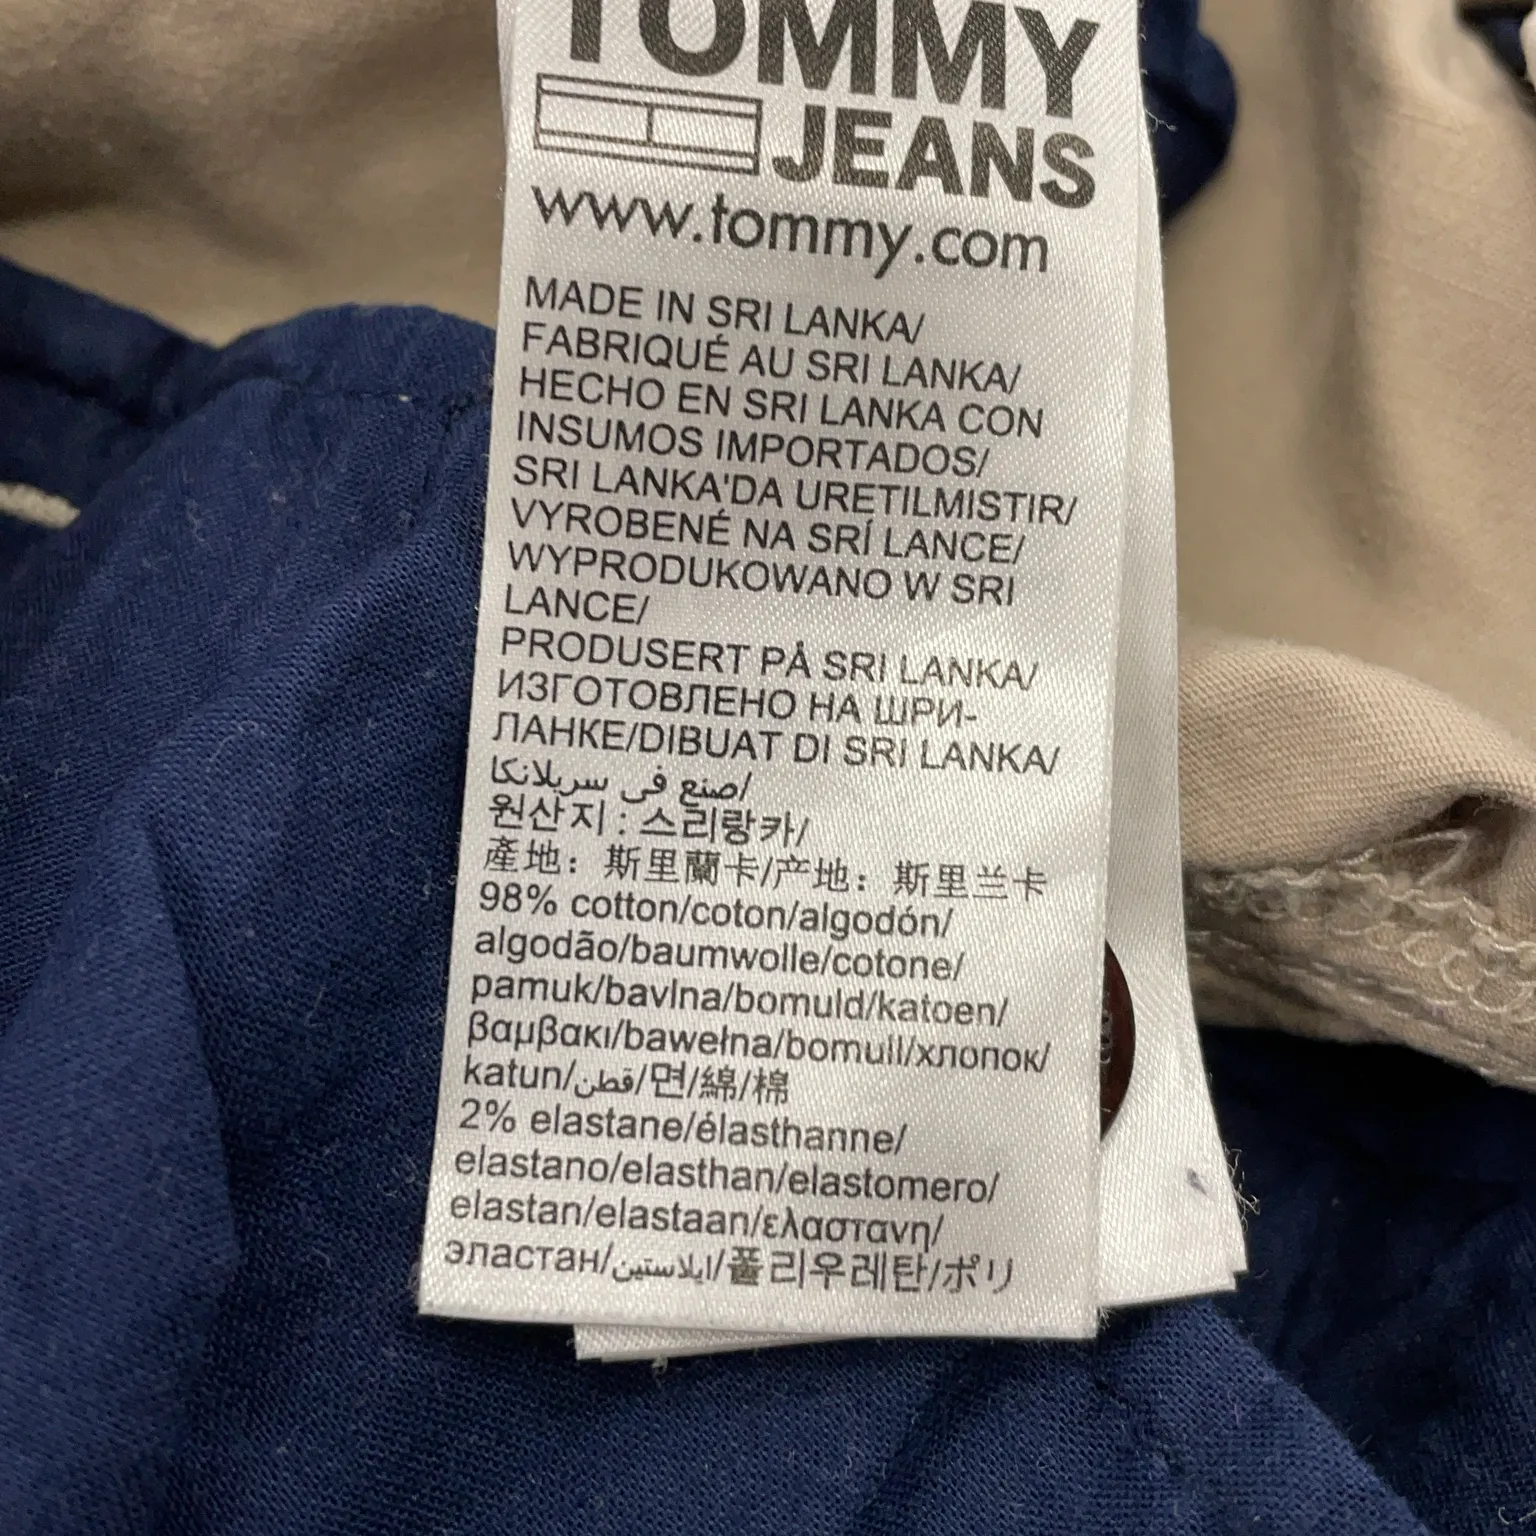 TOMMY
JEANS
www.tommy.com
MADE IN SRI LANKA/
FABRIQUÉ AU SRI LANKA/
HECHO EN SRI LANKA CON
INSUMOS IMPORTADOS/
SRI LANKA'DA URETILMISTIR/
VYROBENÉ NA SRÍ LANCE/
WYPRODUKOWANO W SRI
LANCE/
PRODUSERT PÅ SRI LANKA/
ИЗГОТОВЛЕНО НА ШРИ-
ЛАНКЕ/DIBUAT DI SRI LANKA/
صنع في سريلانكا/
원산지 : 스리랑카/
產地：斯里蘭卡/产地：斯里兰卡
98% cotton/coton/algodón/
algodão/baumwolle/cotone/
pamuk/bavlna/bomuld/katoen/
βαμβακι/bawełna/bomull/хлопок/
katun/قطن/면/綿/棉
2% elastane/élasthanne/
elastano/elasthan/elastomero/
elastan/elastaan/ελαστανη/
эластан/ايلاستين/폴리우레탄/ポリ